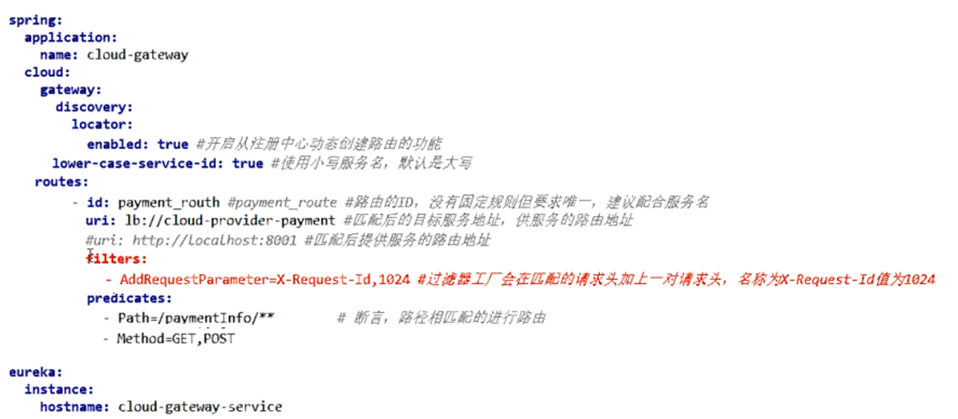 spring:
application:
name: cloud-gateway
cloud:
gateway:
discovery:
locator:
enabled: true #开启从注册中心动态创建路由的功能
lower-case-service-id: true #使用小写服务名，默认是大写
routes:
- id: payment_routh #payment_route #路由的ID，没有固定规则但要求唯一，建议配合服务名
uri: lb://cloud-provider-payment #匹配后的目标服务地址，供服务的路由地址
#uri: http://localhost:8001 #匹配后提供服务的路由地址
filters:
- AddRequestParameter=X-Request-Id,1024 #过滤器工厂会在匹配的请求头加上一对请求头，名称为X-Request-Id值为1024
predicates:
- Path=/paymentInfo/** # 断言，路径相匹配的进行路由
- Method=GET,POST
eureka:
instance:
hostname: cloud-gateway-service